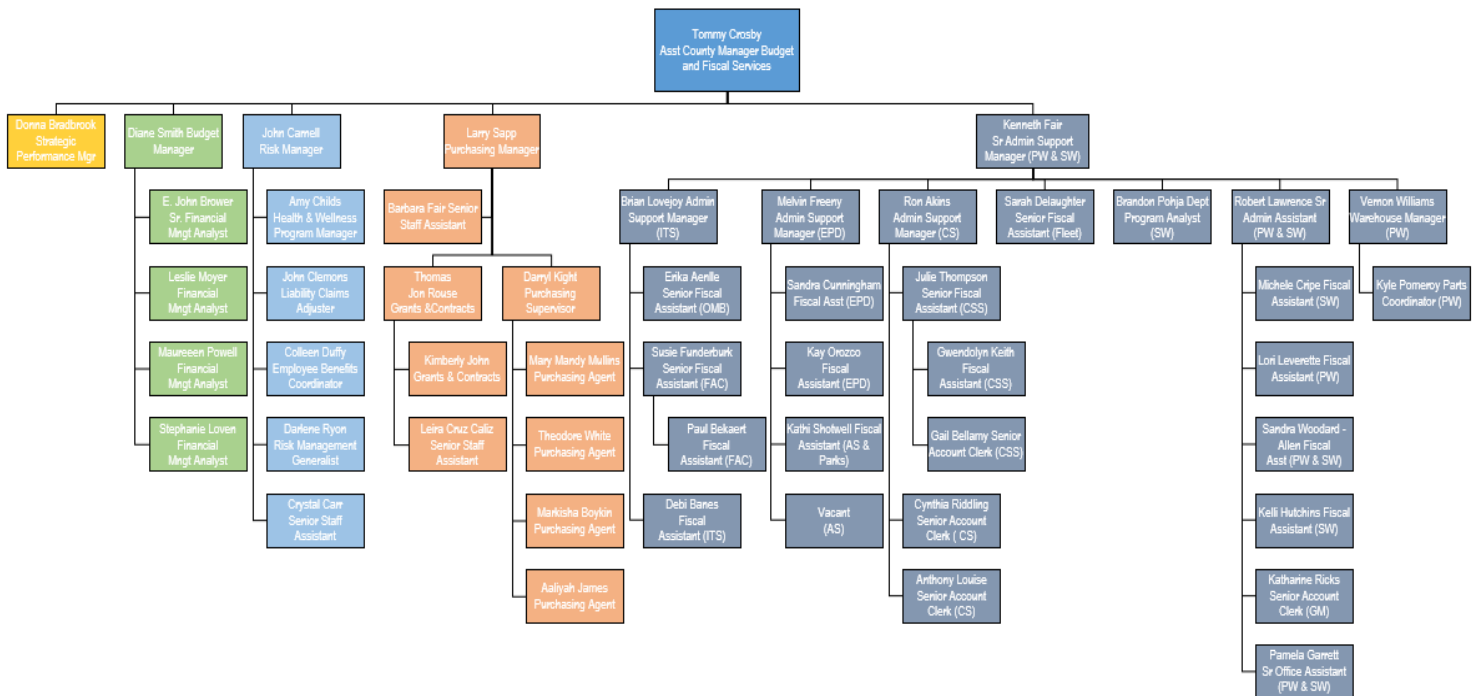 Tommy Crosby
Asst County Manager Budget
and Fiscal Services
Donna Bradbrook
Strategic
Performance Mgr
Diane Smith Budget
Manager
John Carnell
Risk Manager
Larry Sapp
Purchasing Manager
Kenneth Fair
Sr Admin Support
Manager (PW & SW)
E. John Brower
Sr. Financial
Mngt Analyst
Amy Childs
Health & Wellness
Program Manager
Barbara Fair Senior
Staff Assistant
Brian Lovejoy Admin
Support Manager
(ITS)
Melvin Freeny
Admin Support
Manager (EPD)
Ron Akins
Admin Support
Manager (CS)
Sarah Delaughter
Senior Fiscal
Assistant (Fleet)
Brandon Pohja Dept
Program Analyst
(SW)
Robert Lawrence Sr
Admin Assistant
(PW & SW)
Vernon Williams
Warehouse Manager
(PW)
Leslie Moyer
Financial
Mngt Analyst
John Clemons
Liability Claims
Adjuster
Thomas
Jon Rouse
Grants &Contracts
Darryl Kight
Purchasing
Supervisor
Erika Aenlle
Senior Fiscal
Assistant (OMB)
Sandra Cunningham
Fiscal Asst (EPD)
Julie Thompson
Senior Fiscal
Assistant (CSS)
Michele Cripe Fiscal
Assistant (SW)
Kyle Pomeroy Parts
Coordinator (PW)
Maureeen Powell
Financial
Mngt Analyst
Colleen Duffy
Employee Benefits
Coordinator
Kimberly John
Grants & Contracts
Mary Mandy Mullins
Purchasing Agent
Susie Funderburk
Senior Fiscal
Assistant (FAC)
Kay Orozco
Fiscal
Assistant (EPD)
Gwendolyn Keith
Fiscal
Assistant (CSS)
Lori Leverette Fiscal
Assistant (PW)
Stephanie Loven
Financial
Mngt Analyst
Darlene Ryon
Risk Management
Generalist
Leira Cruz Caliz
Senior Staff
Assistant
Theodore White
Purchasing Agent
Paul Bekaert
Fiscal
Assistant (FAC)
Kathi Shotwell Fiscal
Assistant (AS &
Parks)
Gail Bellamy Senior
Account Clerk (CSS)
Sandra Woodard -
Allen Fiscal
Asst (PW & SW)
Crystal Carr
Senior Staff
Assistant
Markisha Boykin
Purchasing Agent
Debi Banes
Fiscal
Assistant (ITS)
Vacant
(AS)
Cynthia Riddling
Senior Account
Clerk ( CS)
Kelli Hutchins Fiscal
Assistant (SW)
Aaliyah James
Purchasing Agent
Anthony Louise
Senior Account
Clerk (CS)
Katharine Ricks
Senior Account
Clerk (GM)
Pamela Garrett
Sr Office Assistant
(PW & SW)